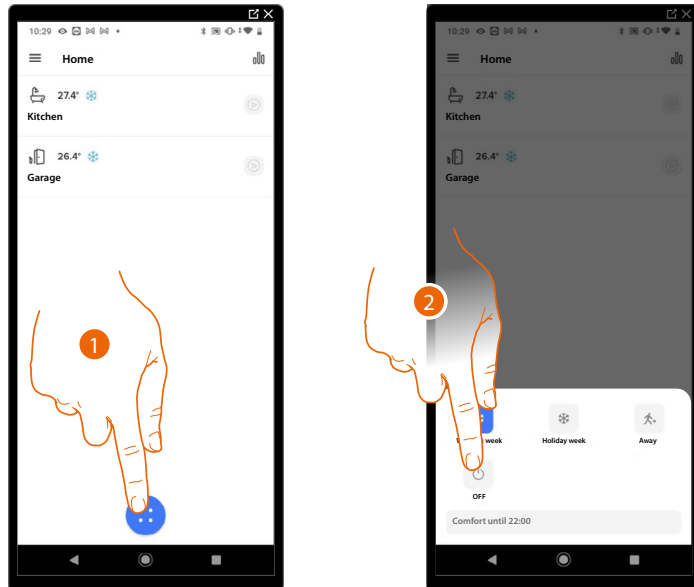 10:29
Home
27.4°
Kitchen
26.4°
Garage
1
10:29
Home
27.4°
Kitchen
26.4°
Garage
2
week Holiday week Away
OFF
Comfort until 22:00